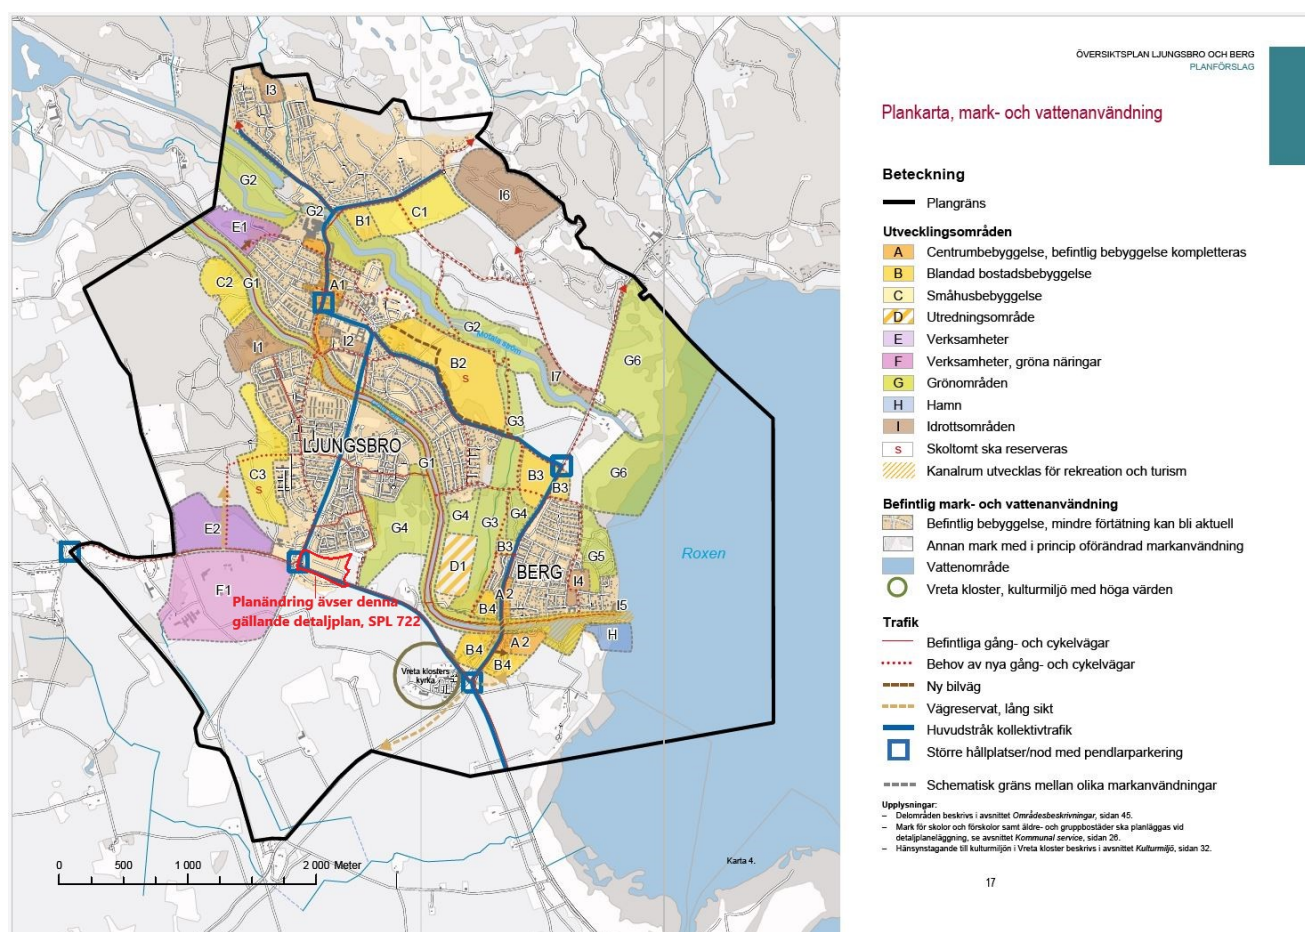 ÖVERSIKTSPLAN LJUNGSBRO OCH BERG
PLANFÖRSLAG
Plankarta, mark- och vattenanvändning
Beteckning
Plangräns
Utvecklingsområden
A Centrumbebyggelse, befintlig bebyggelse kompletteras
B Blandad bostadsbebyggelse
C Småhusbebyggelse
D Utredningsområde
E Verksamheter
F Verksamheter, gröna näringar
G Grönområden
H Hamn
I Idrottsområden
S Skoltomt ska reserveras
Kanalrum utvecklas för rekreation och turism
Befintlig mark- och vattenanvändning
Befintlig bebyggelse, mindre förtätning kan bli aktuell
Annan mark med i princip oförändrad markanvändning
Vattenområde
Vreta kloster, kulturmiljö med höga värden
Trafik
Befintliga gång- och cykelvägar
Behov av nya gång- och cykelvägar
Ny bilväg
Vägreservat, lång sikt
Huvudstråk kollektivtrafik
Större hållplatser/nod med pendlarparkering
Schematisk gräns mellan olika markanvändningar
Upplysningar:
– Delområden beskrivs i avsnittet Områdesbeskrivningar, sidan 45.
– Mark för skolor och förskolor samt äldre- och gruppbostäder ska planläggas vid
detaljplaneläggning, se avsnittet Kommunal service, sidan 26.
– Hänsynstagande till kulturmiljön i Vreta kloster beskrivs i avsnittet Kulturmiljö, sidan 32.
17
I3
G2
I6
G2
C1
B1
E1
C2
G1
A1
G2
Motala ström
I2
I1
B2
S
G6
I7
G3
LJUNGSBRO
G1
C3
S
B3
B3
G6
E2
G4
G4
G3
G4
B3
Roxen
D1
BERG
G5
F1
I4
A 2
B4
I5
Planändring ävser denna
gällande detaljplan, SPL 722
H
B4
A 2
B4
Vreta klosters
kyrka
0 500 1 000 2 000 Meter
Karta 4.